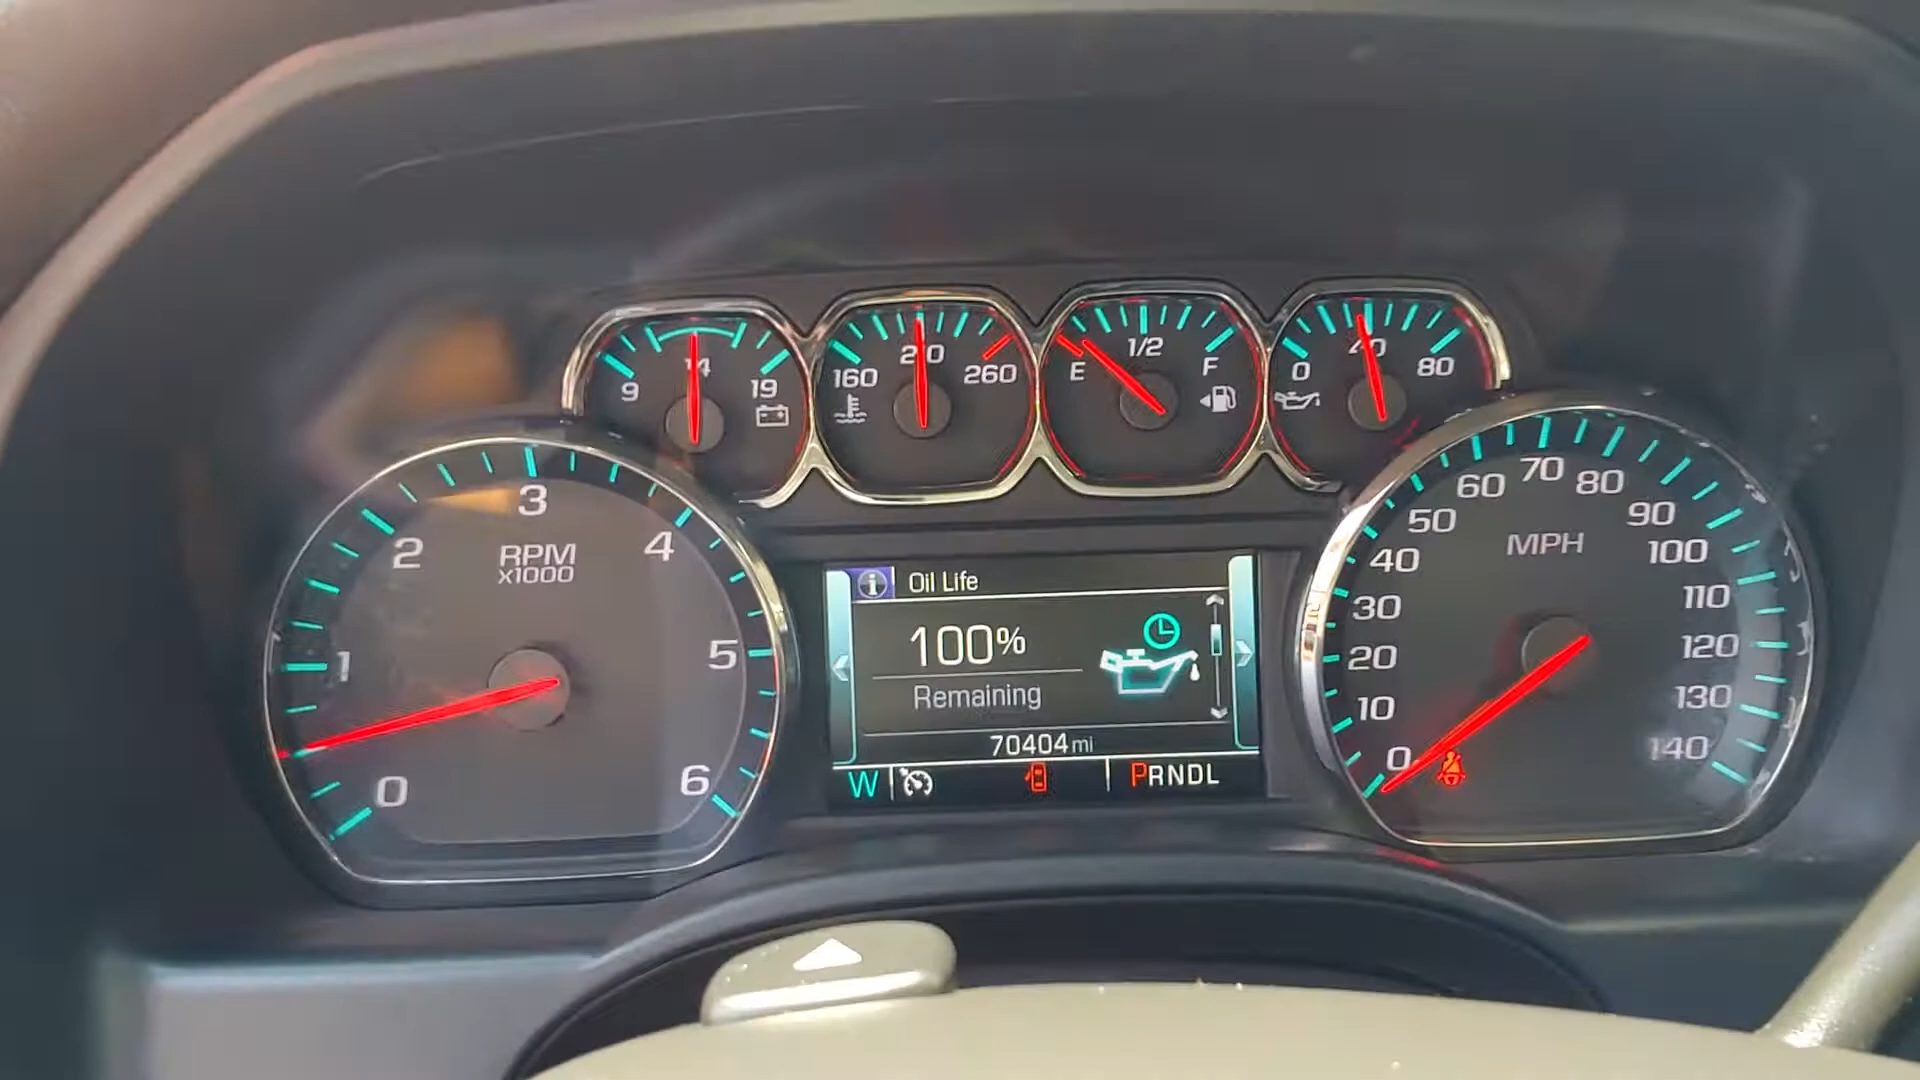 9 14 19
160 210 260
E 1/2 F
0 40 80
0 1 2 3 4 5 6
RPM
x1000
Oil Life
100%
Remaining
70404 mi
W
PRNDL
0 10 20 30 40 50 60 70 80 90 100 110 120 130 140
MPH